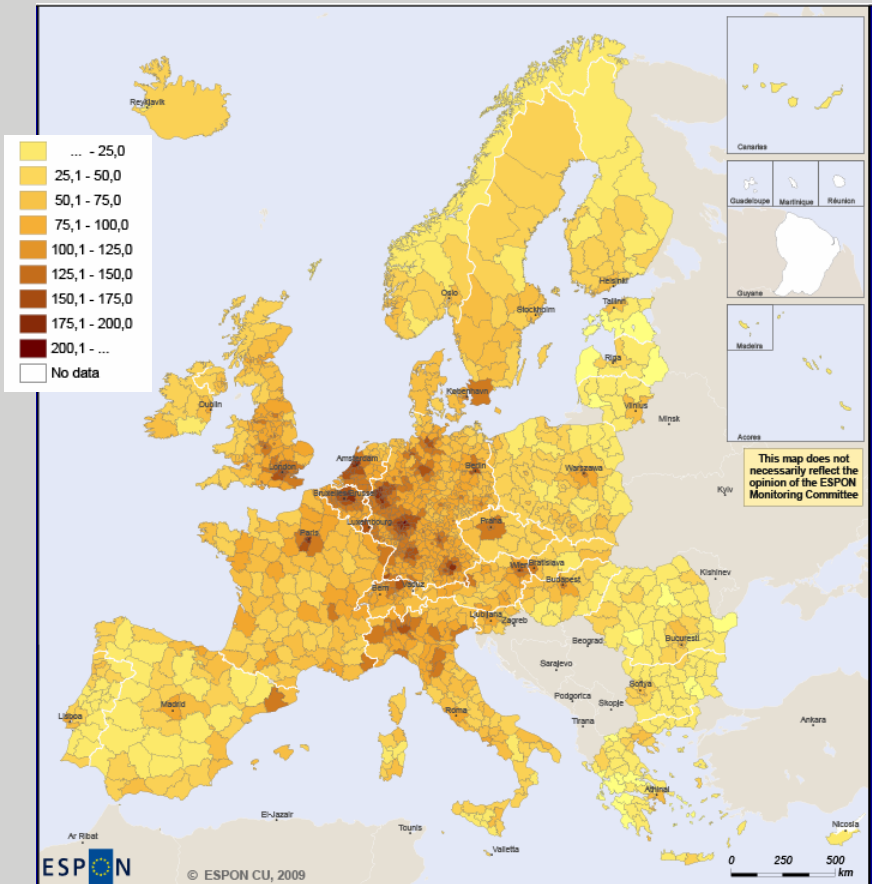 Reykjavik
Canarias
... - 25,0
25,1 - 50,0
50,1 - 75,0
75,1 - 100,0
100,1 - 125,0
125,1 - 150,0
150,1 - 175,0
175,1 - 200,0
200,1 - ...
No data
Guadeloupe
Martinique
Réunion
Guyane
Madeira
Acores
Oslo
Helsinki
Tallinn
Stockholm
Riga
Dublin
København
Vilnius
Minsk
London
Amsterdam
Berlin
Warszawa
This map does not
necessarily reflect the
opinion of the ESPON
Monitoring Committee
Kyiv
Luxembourg
Paris
Praha
Wien
Bratislava
Kishinev
Bern
Vaduz
Budapest
Ljubljana
Zagreb
Beograd
Bucuresti
Sarajevo
Sofiya
Podgorica
Skopje
Lisboa
Madrid
Roma
Tirana
Ankara
Athinai
El-Jazair
Ar Ribat
Tounis
Valletta
Nicosia
ESPON
© ESPON CU, 2009
0 250 500
km